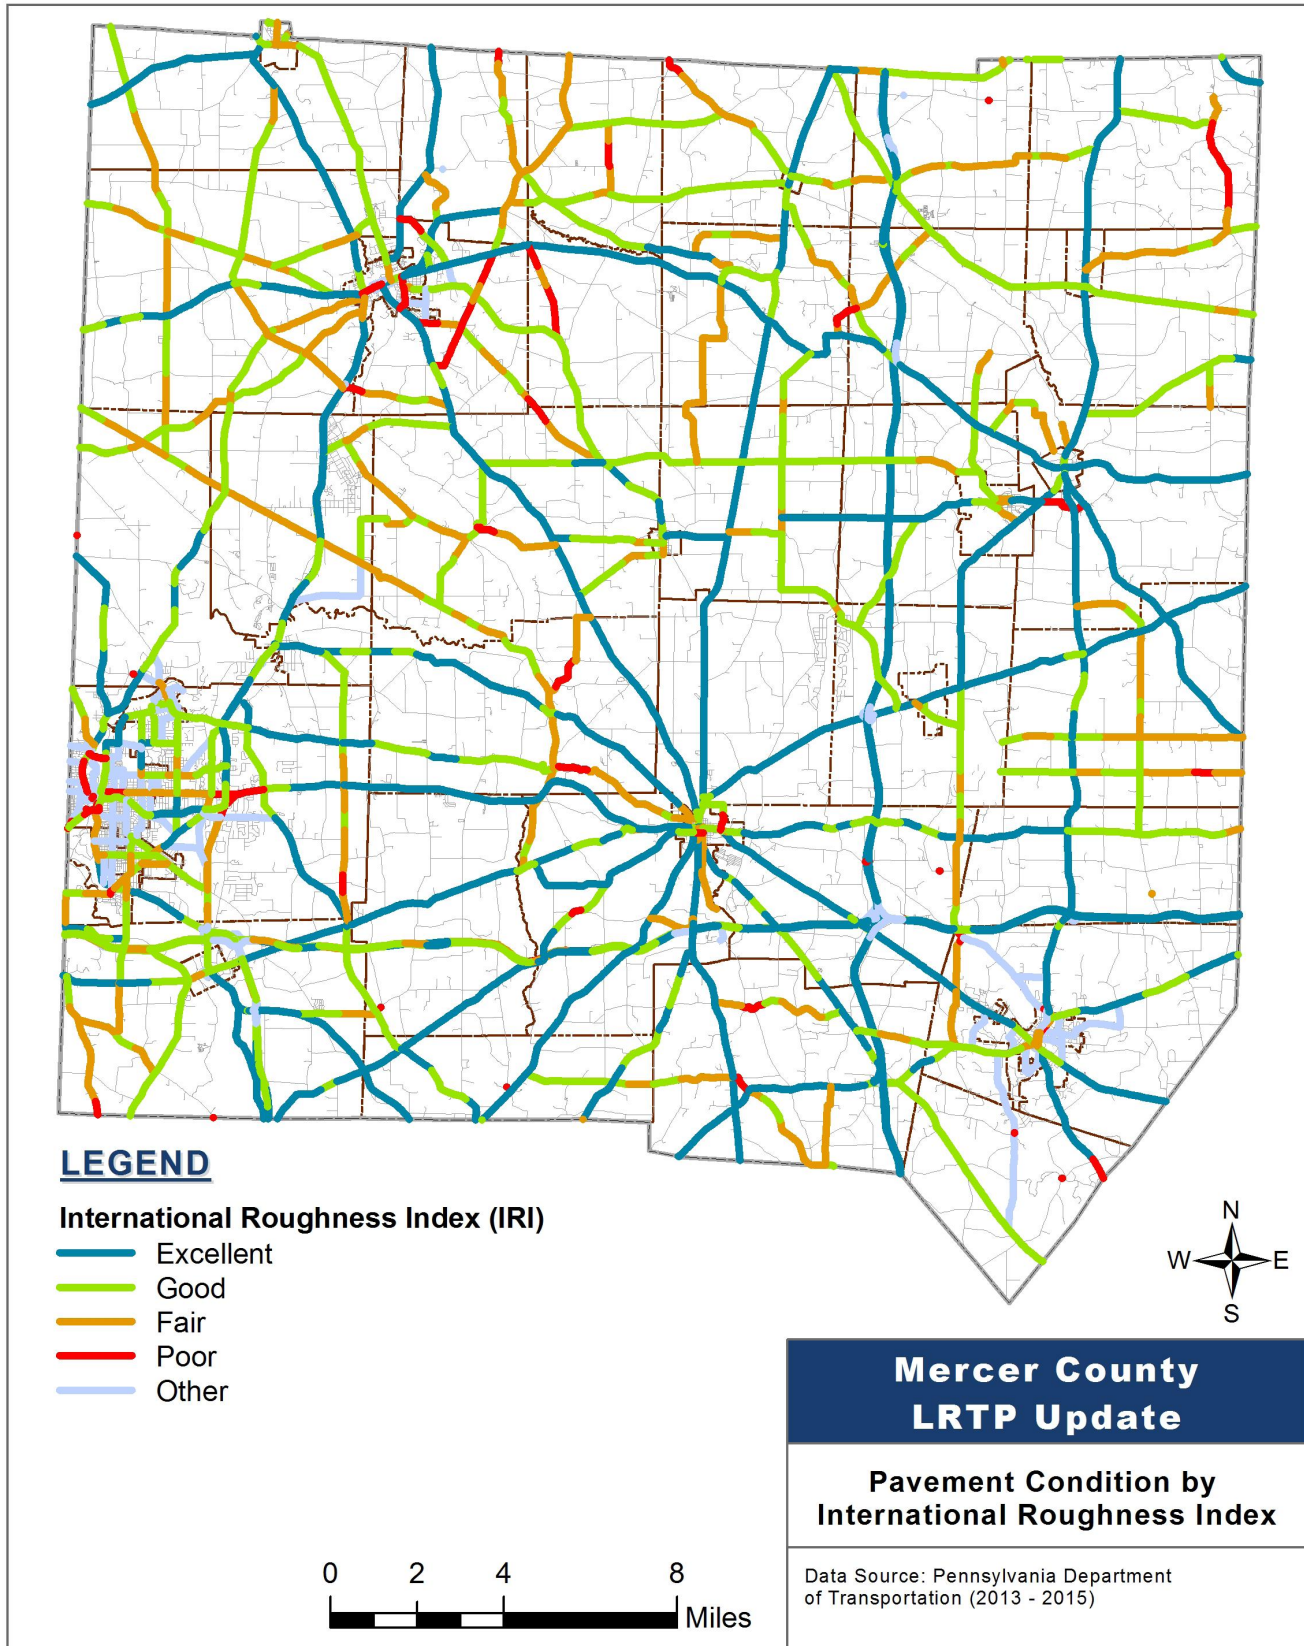 LEGEND
International Roughness Index (IRI)
Excellent
Good
Fair
Poor
Other
N
W E
S
Mercer County
LRTP Update
Pavement Condition by
International Roughness Index
Data Source: Pennsylvania Department
of Transportation (2013 - 2015)
0 2 4 8
Miles